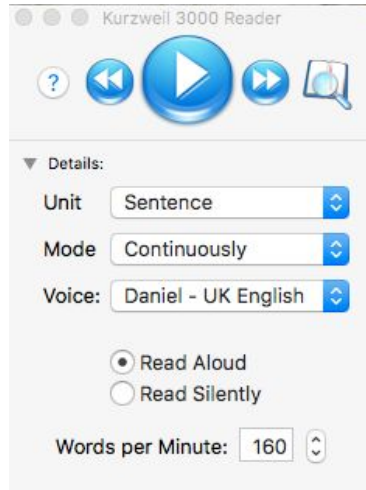 Kurzweil 3000 Reader
?
Details:
Unit Sentence
Mode Continuously
Voice: Daniel - UK English
Read Aloud
Read Silently
Words per Minute: 160